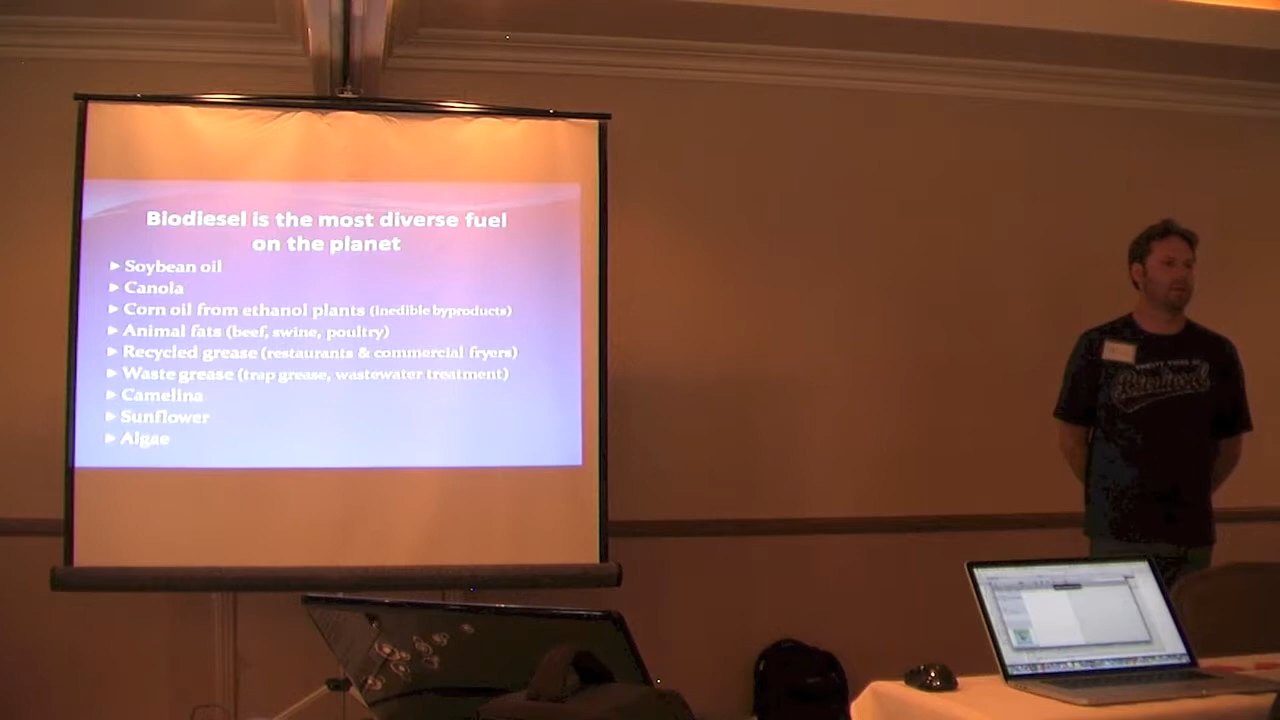 Biodiesel is the most diverse fuel
on the planet
▶ Soybean oil
▶ Canola
▶ Corn oil from ethanol plants (inedible byproducts)
▶ Animal fats (beef, swine, poultry)
▶ Recycled grease (restaurants & commercial fryers)
▶ Waste grease (trap grease, wastewater treatment)
▶ Camelina
▶ Sunflower
▶ Algae